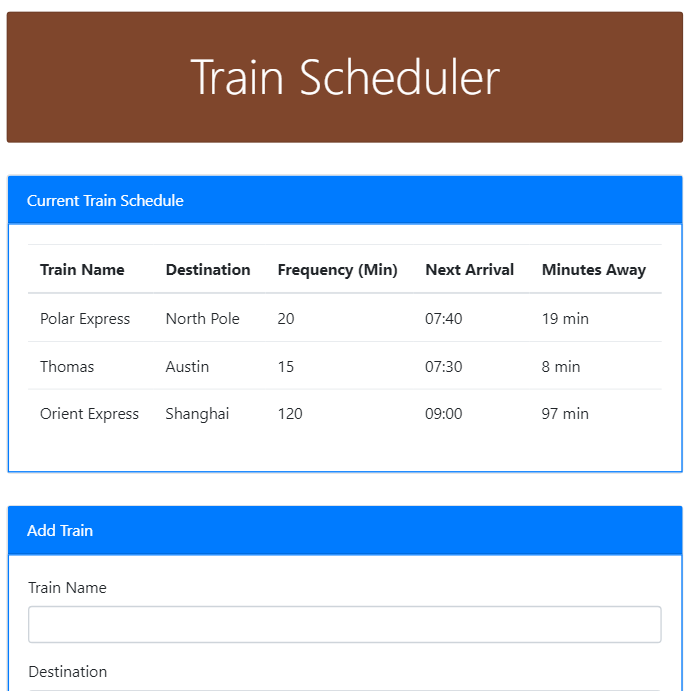 Train Scheduler
Current Train Schedule
Train Name Destination Frequency (Min) Next Arrival Minutes Away
Polar Express North Pole 20 07:40 19 min
Thomas Austin 15 07:30 8 min
Orient Express Shanghai 120 09:00 97 min
Add Train
Train Name
Destination